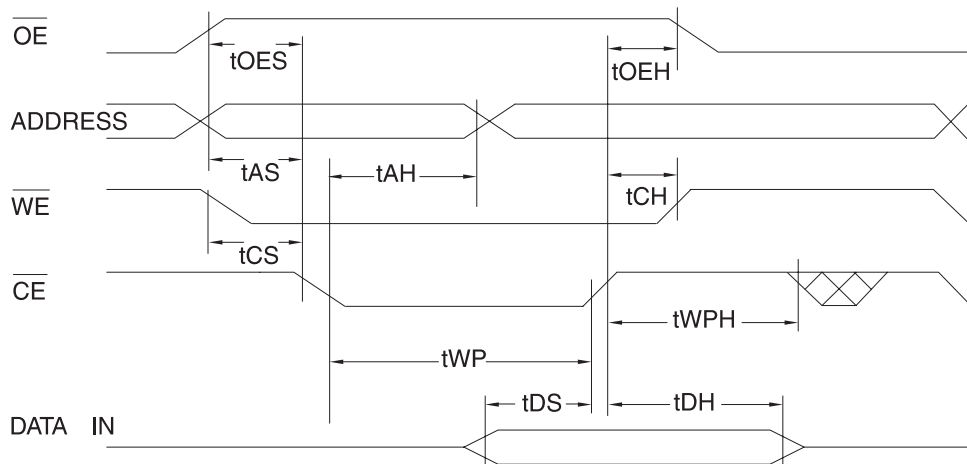 OE
tOES
tOEH
ADDRESS
tAS
tAH
tCH
WE
tCS
CE
tWPH
tWP
tDS
tDH
DATA IN